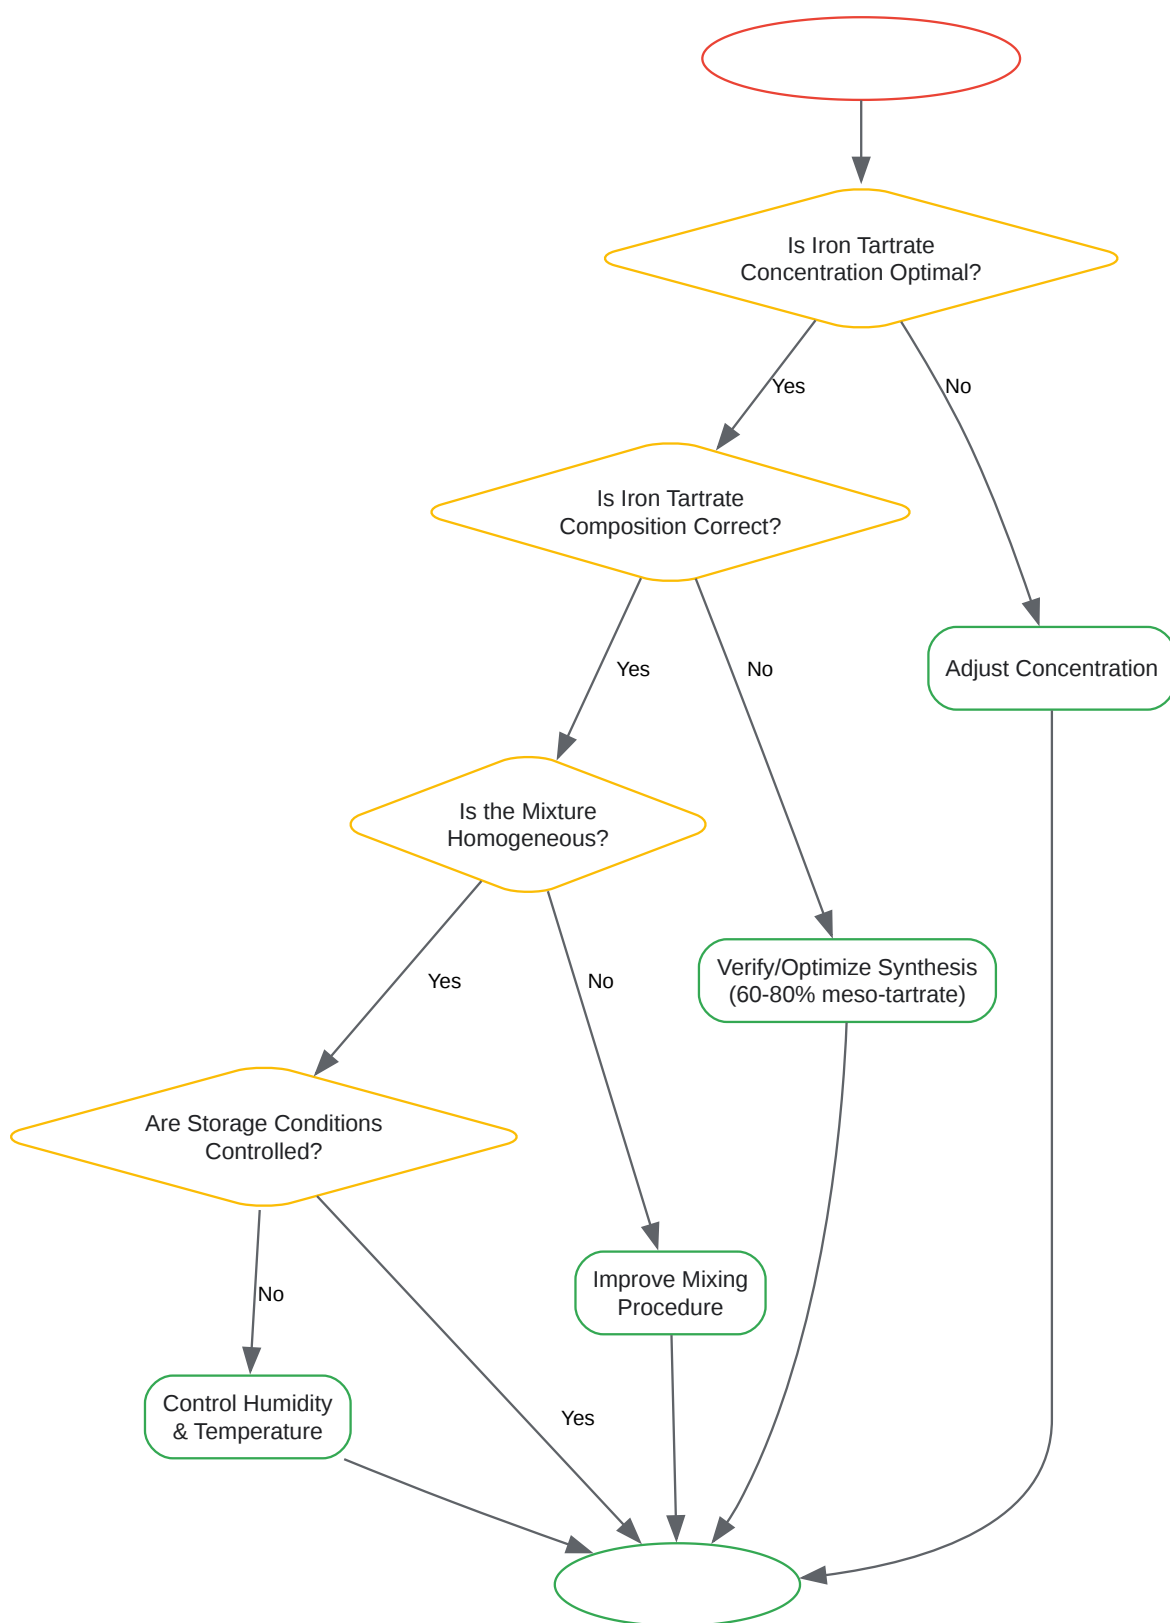 Is Iron Tartrate
Concentration Optimal?
Yes
No
Is Iron Tartrate
Composition Correct?
Yes
No
Adjust Concentration
Is the Mixture
Homogeneous?
Yes
No
Verify/Optimize Synthesis
(60-80% meso-tartrate)
Are Storage Conditions
Controlled?
No
Improve Mixing
Procedure
Control Humidity
& Temperature
Yes